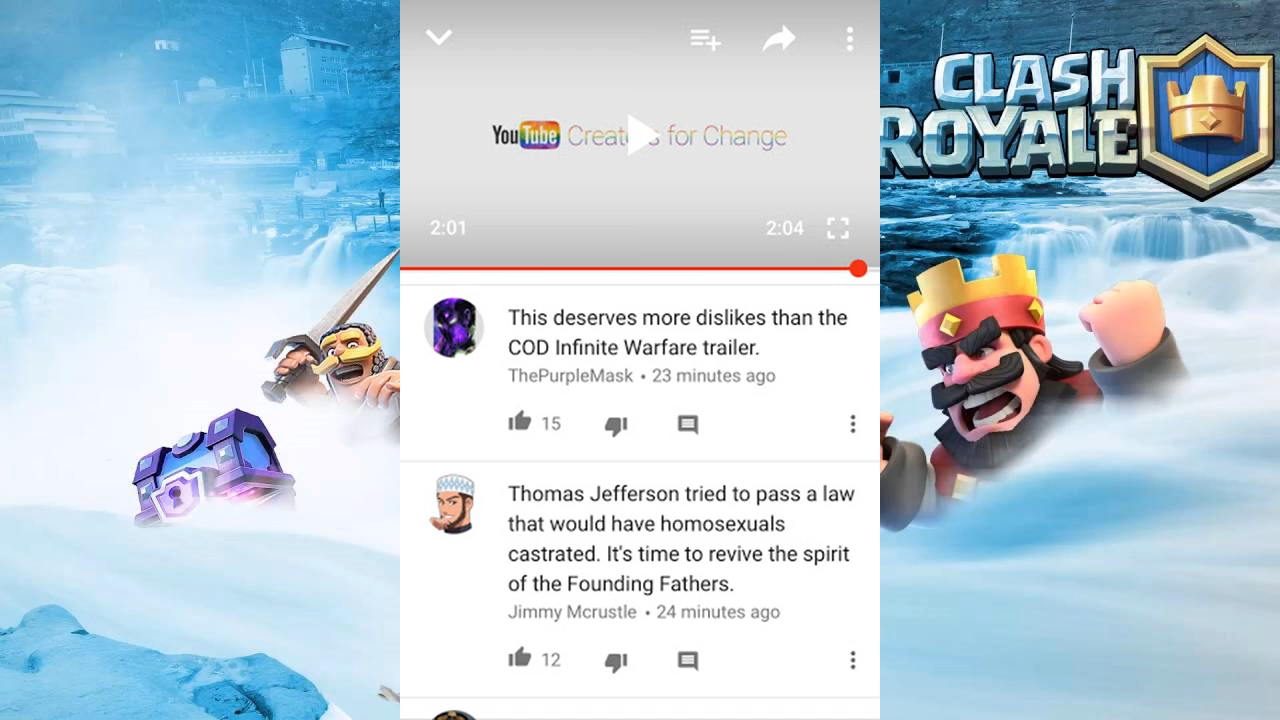 CLASH
ROYALE
YouTube Creators for Change
2:01
2:04
This deserves more dislikes than the
COD Infinite Warfare trailer.
ThePurpleMask • 23 minutes ago
15
Thomas Jefferson tried to pass a law
that would have homosexuals
castrated. It's time to revive the spirit
of the Founding Fathers.
Jimmy Mcrustle • 24 minutes ago
12